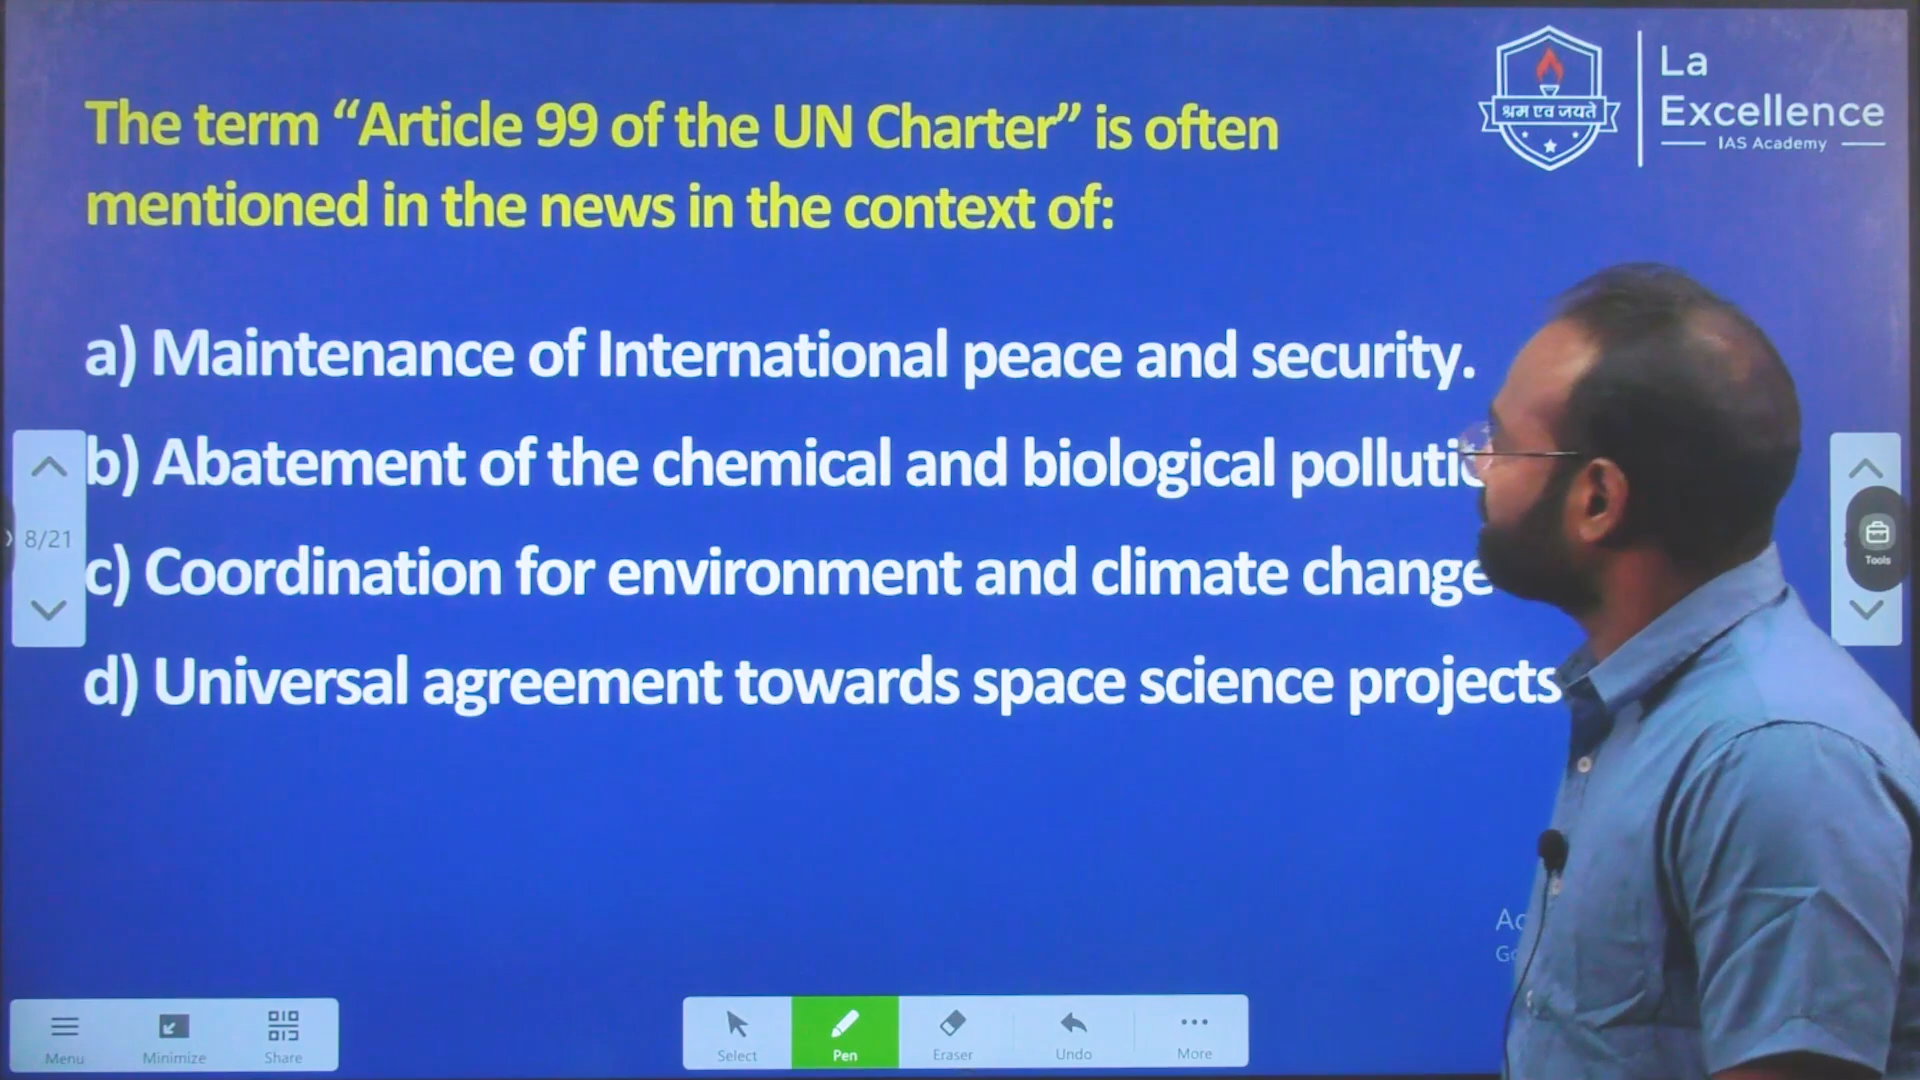 The term “Article 99 of the UN Charter” is often
mentioned in the news in the context of:
a) Maintenance of International peace and security.
b) Abatement of the chemical and biological
c) Coordination for environment and climate change
d) Universal agreement towards space science projects
श्रम एव जयते
La
Excellence
IAS Academy
8/21
Tools
Menu
Minimize
Share
Select
Pen
Eraser
Undo
More